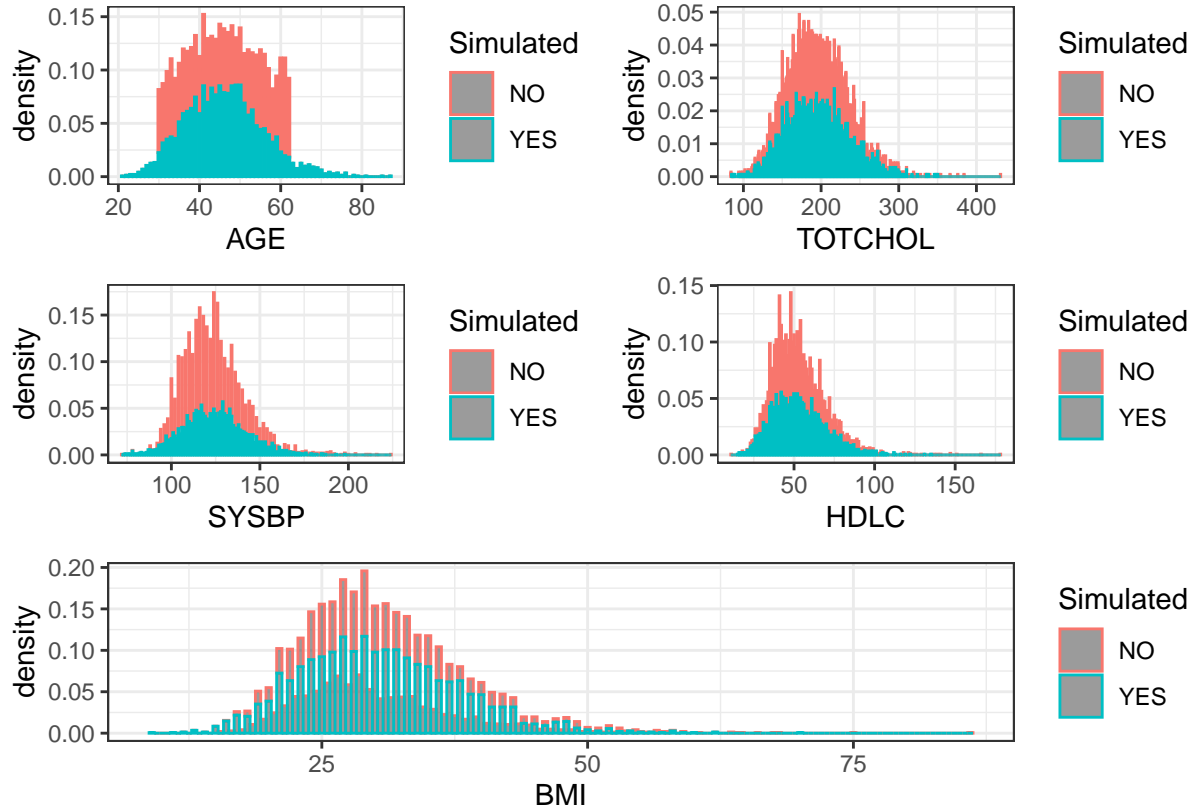 density
0.15
0.10
0.05
0.00
20 40 60 80
AGE
Simulated
NO
YES
density
0.05
0.04
0.03
0.02
0.01
0.00
100 200 300 400
TOTCHOL
Simulated
NO
YES
density
0.15
0.10
0.05
0.00
100 150 200
SYSBP
Simulated
NO
YES
density
0.15
0.10
0.05
0.00
50 100 150
HDLC
Simulated
NO
YES
density
0.20
0.15
0.10
0.05
0.00
25 50 75
BMI
Simulated
NO
YES